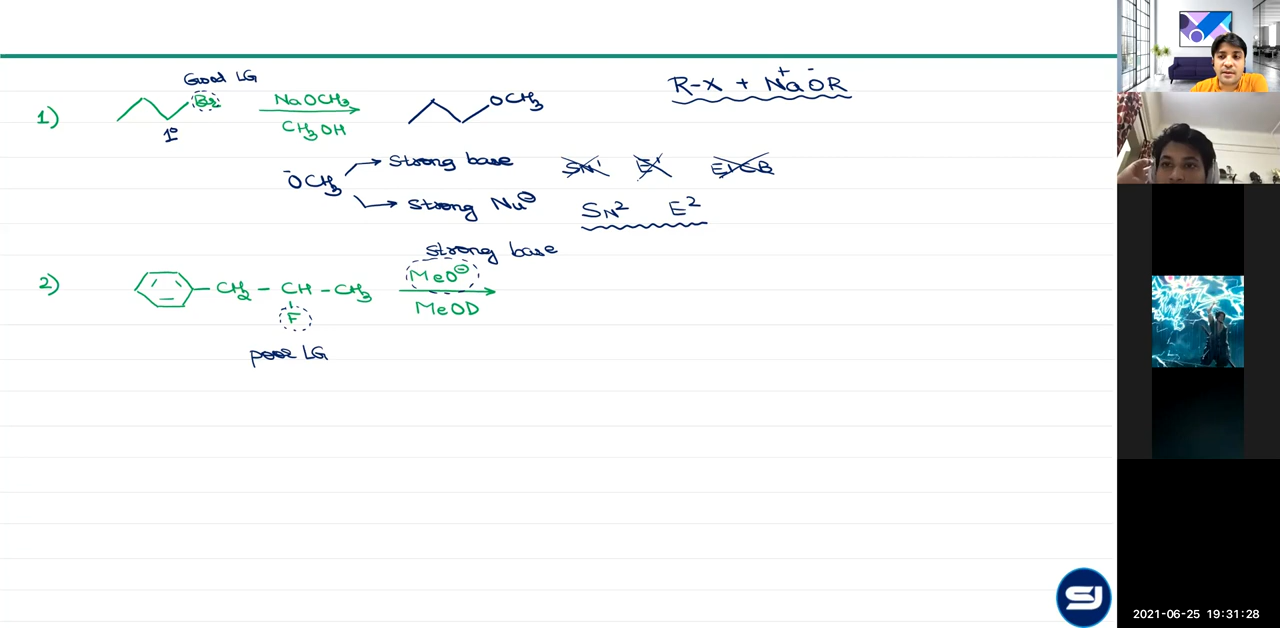 Good LG
1) Br NaOCH3 OCH3 R-X + Na+ -OR
1° CH3OH
-OCH3 Strong base SN1 E1 E1CB
Strong Nu⊖ SN2 E2
strong base
2) CH2 - CH - CH3 MeO⊖
F MeOD
poor LG
SJ
2021-06-25 19:31:28